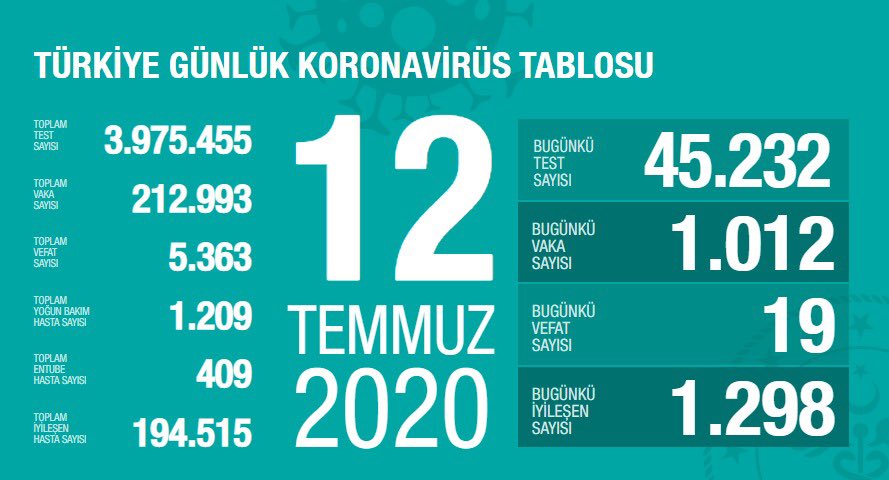 TÜRKİYE GÜNLÜK KORONAVİRÜS TABLOSU
TOPLAM
TEST
SAYISI
3.975.455
TOPLAM
VAKA
SAYISI
212.993
TOPLAM
VEFAT
SAYISI
5.363
TOPLAM
YOĞUN BAKIM
HASTA SAYISI
1.209
TOPLAM
ENTUBE
HASTA SAYISI
409
TOPLAM
İYİLEŞEN
HASTA SAYISI
194.515
12
TEMMUZ
2020
BUGÜNKÜ
TEST
SAYISI
45.232
BUGÜNKÜ
VAKA
SAYISI
1.012
BUGÜNKÜ
VEFAT
SAYISI
19
BUGÜNKÜ
İYİLEŞEN
SAYISI
1.298